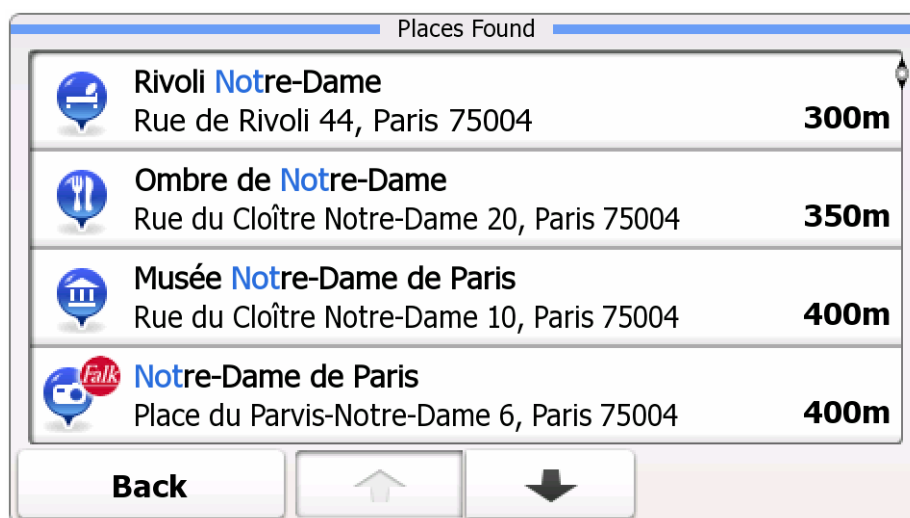 Places Found
Rivoli Notre-Dame
Rue de Rivoli 44, Paris 75004
300m
Ombre de Notre-Dame
Rue du Cloître Notre-Dame 20, Paris 75004
350m
Musée Notre-Dame de Paris
Rue du Cloître Notre-Dame 10, Paris 75004
400m
Falk
Notre-Dame de Paris
Place du Parvis-Notre-Dame 6, Paris 75004
400m
Back